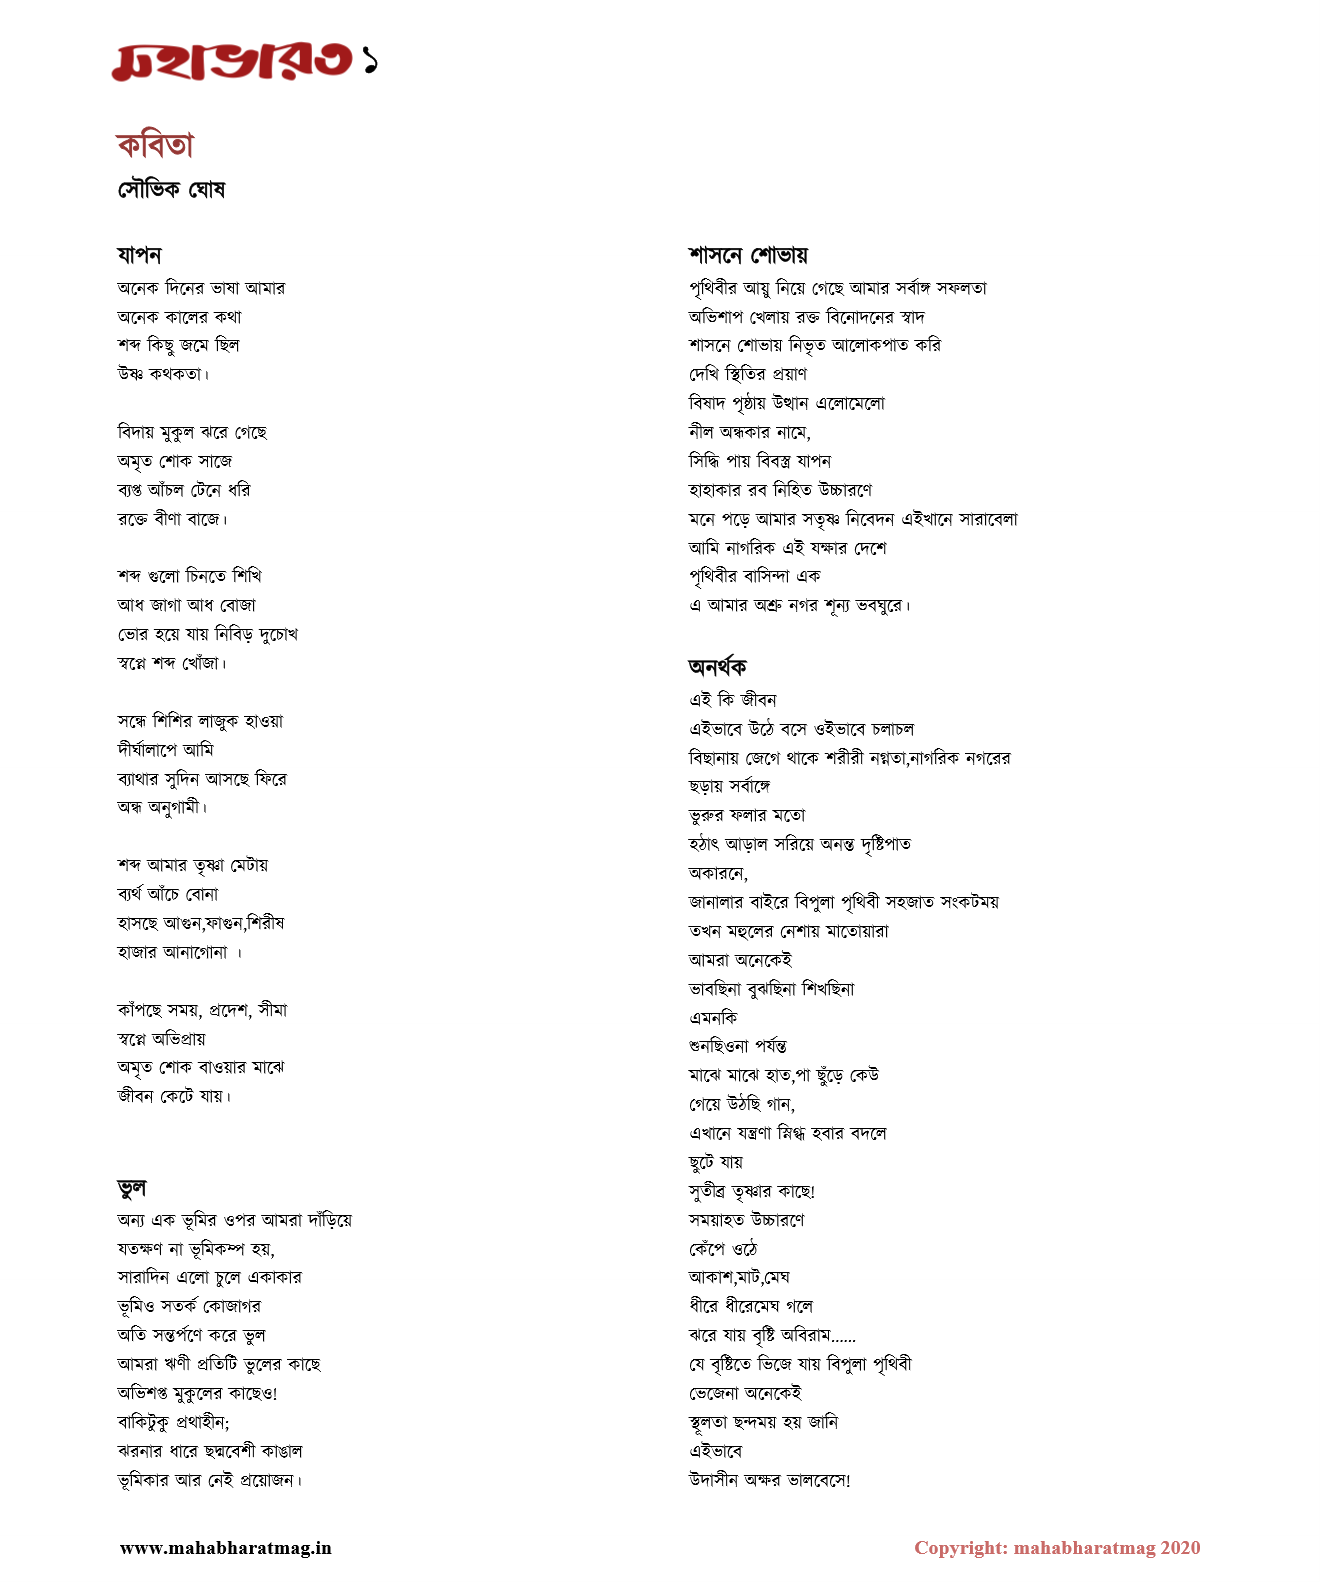 মহাভারত ১
কবিতা
সৌভিক ঘোষ
যাপন
অনেক দিনের ভাষা আমার
অনেক কালের কথা
শব্দ কিছু জমে ছিল
উষ্ণ কথকতা।
বিদায় মুকুল ঝরে গেছে
অমৃত শোক সাজে
ব্যপ্ত আঁচল টেনে ধরি
রক্তে বীণা বাজে।
শব্দ গুলো চিনতে শিখি
আধ জাগা আধ বোজা
ভোর হয়ে যায় নিবিড় দুচোখ
স্বপ্নে শব্দ খোঁজা।
সন্ধে শিশির লাজুক হাওয়া
দীর্ঘালাপে আমি
ব্যাথার সুদিন আসছে ফিরে
অন্ধ অনুগামী।
শব্দ আমার তৃষ্ণা মেটায়
ব্যর্থ আঁচে বোনা
হাসছে আগুন,ফাগুন,শিরীষ
হাজার আনাগোনা ।
কাঁপছে সময়, প্রদেশ, সীমা
স্বপ্নে অভিপ্রায়
অমৃত শোক বাওয়ার মাঝে
জীবন কেটে যায়।
ভুল
অন্য এক ভূমির ওপর আমরা দাঁড়িয়ে
যতক্ষণ না ভূমিকম্প হয়,
সারাদিন এলো চুলে একাকার
ভূমিও সতর্ক কোজাগর
অতি সন্তর্পণে করে ভুল
আমরা ঋণী প্রতিটি ভুলের কাছে
অভিশপ্ত মুকুলের কাছেও!
বাকিটুকু প্রথাহীন;
ঝরনার ধারে ছদ্মবেশী কাঙাল
ভূমিকার আর নেই প্রয়োজন।
শাসনে শোভায়
পৃথিবীর আয়ু নিয়ে গেছে আমার সর্বাঙ্গ সফলতা
অভিশাপ খেলায় রক্ত বিনোদনের স্বাদ
শাসনে শোভায় নিভৃত আলোকপাত করি
দেখি স্থিতির প্রয়াণ
বিষাদ পৃষ্ঠায় উত্থান এলোমেলো
নীল অন্ধকার নামে,
সিদ্ধি পায় বিবস্ত্র যাপন
হাহাকার রব নিহিত উচ্চারণে
মনে পড়ে আমার সতৃষ্ণ নিবেদন এইখানে সারাবেলা
আমি নাগরিক এই যক্ষার দেশে
পৃথিবীর বাসিন্দা এক
এ আমার অশ্রু নগর শূন্য ভবঘুরে।
অনর্থক
এই কি জীবন
এইভাবে উঠে বসে ওইভাবে চলাচল
বিছানায় জেগে থাকে শরীরী নগ্নতা,নাগরিক নগরের
ছড়ায় সর্বাঙ্গে
ভুরুর ফলার মতো
হঠাৎ আড়াল সরিয়ে অনন্ত দৃষ্টিপাত
অকারনে,
জানালার বাইরে বিপুলা পৃথিবী সহজাত সংকটময়
তখন মহুলের নেশায় মাতোয়ারা
আমরা অনেকেই
ভাবছিনা বুঝছিনা শিখছিনা
এমনকি
শুনছিওনা পর্যন্ত
মাঝে মাঝে হাত,পা ছুঁড়ে কেউ
গেয়ে উঠছি গান,
এখানে যন্ত্রণা স্নিগ্ধ হবার বদলে
ছুটে যায়
সুতীব্র তৃষ্ণার কাছে!
সময়াহত উচ্চারণে
কেঁপে ওঠে
আকাশ,মাট,মেঘ
ধীরে ধীরেমেঘ গলে
ঝরে যায় বৃষ্টি অবিরাম......
যে বৃষ্টিতে ভিজে যায় বিপুলা পৃথিবী
ভেজেনা অনেকেই
স্থূলতা ছন্দময় হয় জানি
এইভাবে
উদাসীন অক্ষর ভালবেসে!
www.mahabharatmag.in
Copyright: mahabharatmag 2020